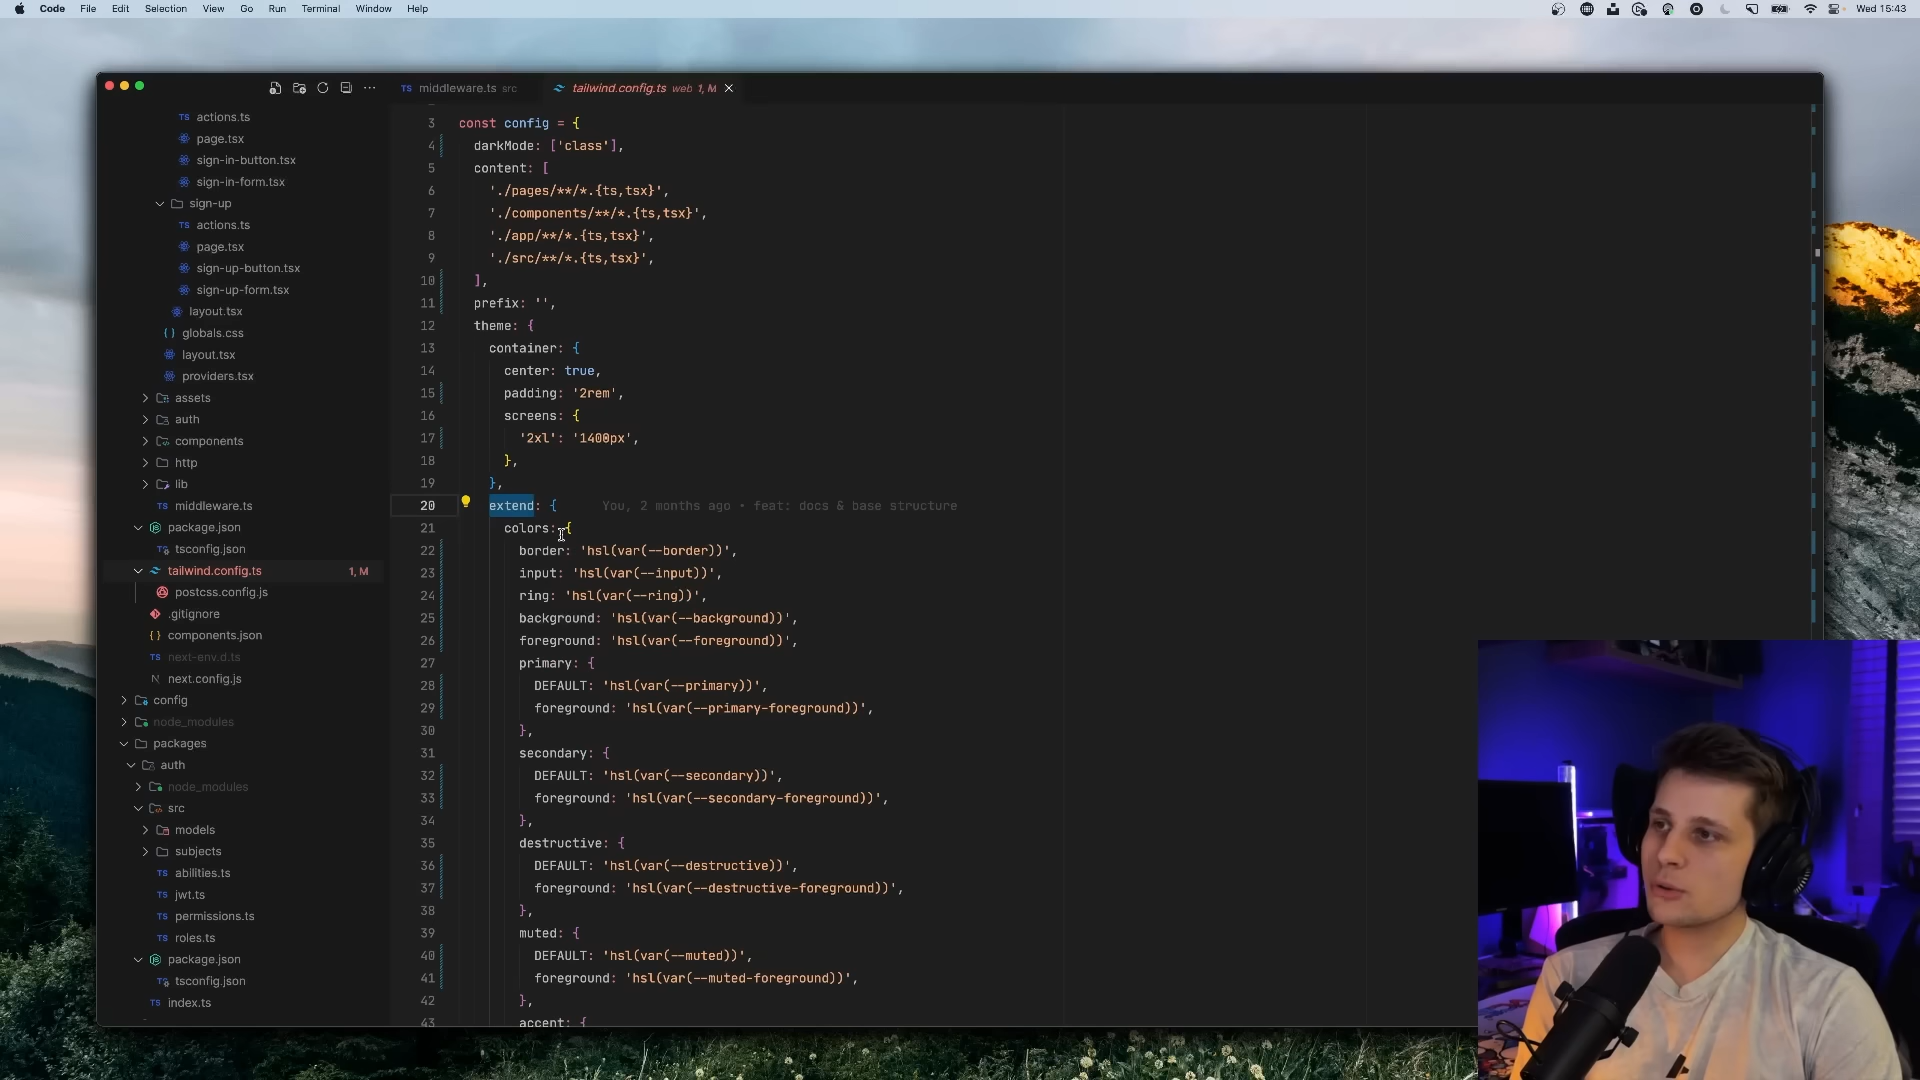 Code File Edit Selection View Go Run Terminal Window Help Wed 15:43
middleware.ts src
tailwind.config.ts web 1, M
actions.ts
page.tsx
sign-in-button.tsx
sign-in-form.tsx
sign-up
actions.ts
page.tsx
sign-up-button.tsx
sign-up-form.tsx
layout.tsx
globals.css
layout.tsx
providers.tsx
assets
auth
components
http
lib
middleware.ts
package.json
tsconfig.json
tailwind.config.ts 1, M
postcss.config.js
.gitignore
components.json
next-env.d.ts
next.config.js
config
node_modules
packages
auth
node_modules
src
models
subjects
abilities.ts
jwt.ts
permissions.ts
roles.ts
package.json
tsconfig.json
index.ts
3 const config = {
4 darkMode: ['class'],
5 content: [
6 './pages/**/*.{ts,tsx}',
7 './components/**/*.{ts,tsx}',
8 './app/**/*.{ts,tsx}',
9 './src/**/*.{ts,tsx}',
10 ],
11 prefix: '',
12 theme: {
13 container: {
14 center: true,
15 padding: '2rem',
16 screens: {
17 '2xl': '1400px',
18 },
19 },
20 extend: { You, 2 months ago • feat: docs & base structure
21 colors: {
22 border: 'hsl(var(--border))',
23 input: 'hsl(var(--input))',
24 ring: 'hsl(var(--ring))',
25 background: 'hsl(var(--background))',
26 foreground: 'hsl(var(--foreground))',
27 primary: {
28 DEFAULT: 'hsl(var(--primary))',
29 foreground: 'hsl(var(--primary-foreground))',
30 },
31 secondary: {
32 DEFAULT: 'hsl(var(--secondary))',
33 foreground: 'hsl(var(--secondary-foreground))',
34 },
35 destructive: {
36 DEFAULT: 'hsl(var(--destructive))',
37 foreground: 'hsl(var(--destructive-foreground))',
38 },
39 muted: {
40 DEFAULT: 'hsl(var(--muted))',
41 foreground: 'hsl(var(--muted-foreground))',
42 },
43 accent: {